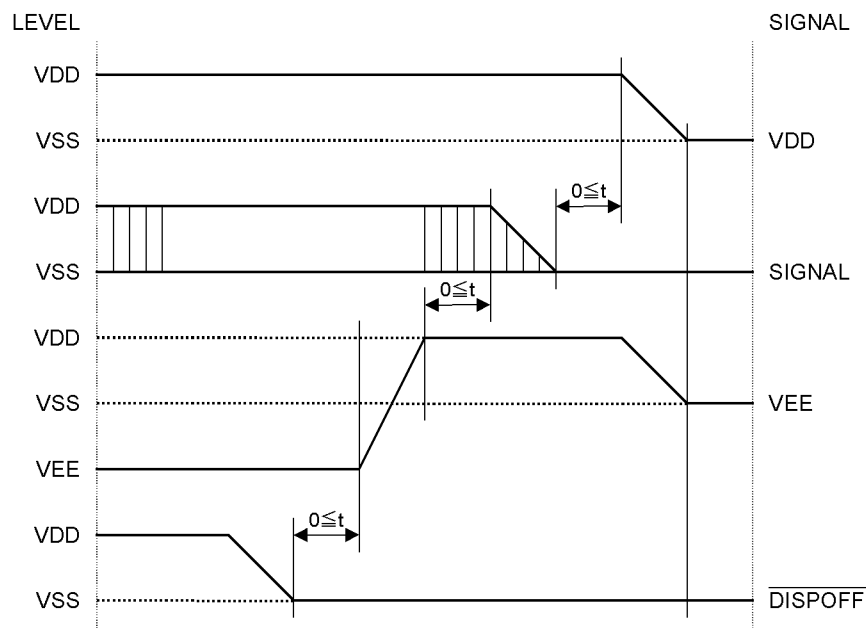 LEVEL SIGNAL
VDD
VSS VDD
0≦t
VDD
VSS SIGNAL
0≦t
VDD
VSS VEE
VEE
0≦t
VDD
VSS DISPOFF